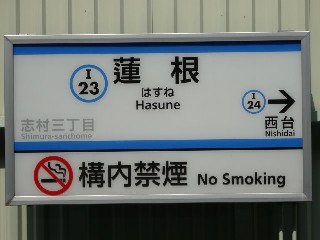 I
23
蓮根
はすね
Hasune
I
24
西台
Nishidai
志村三丁目
Shimura-sanchome
構内禁煙 No Smoking